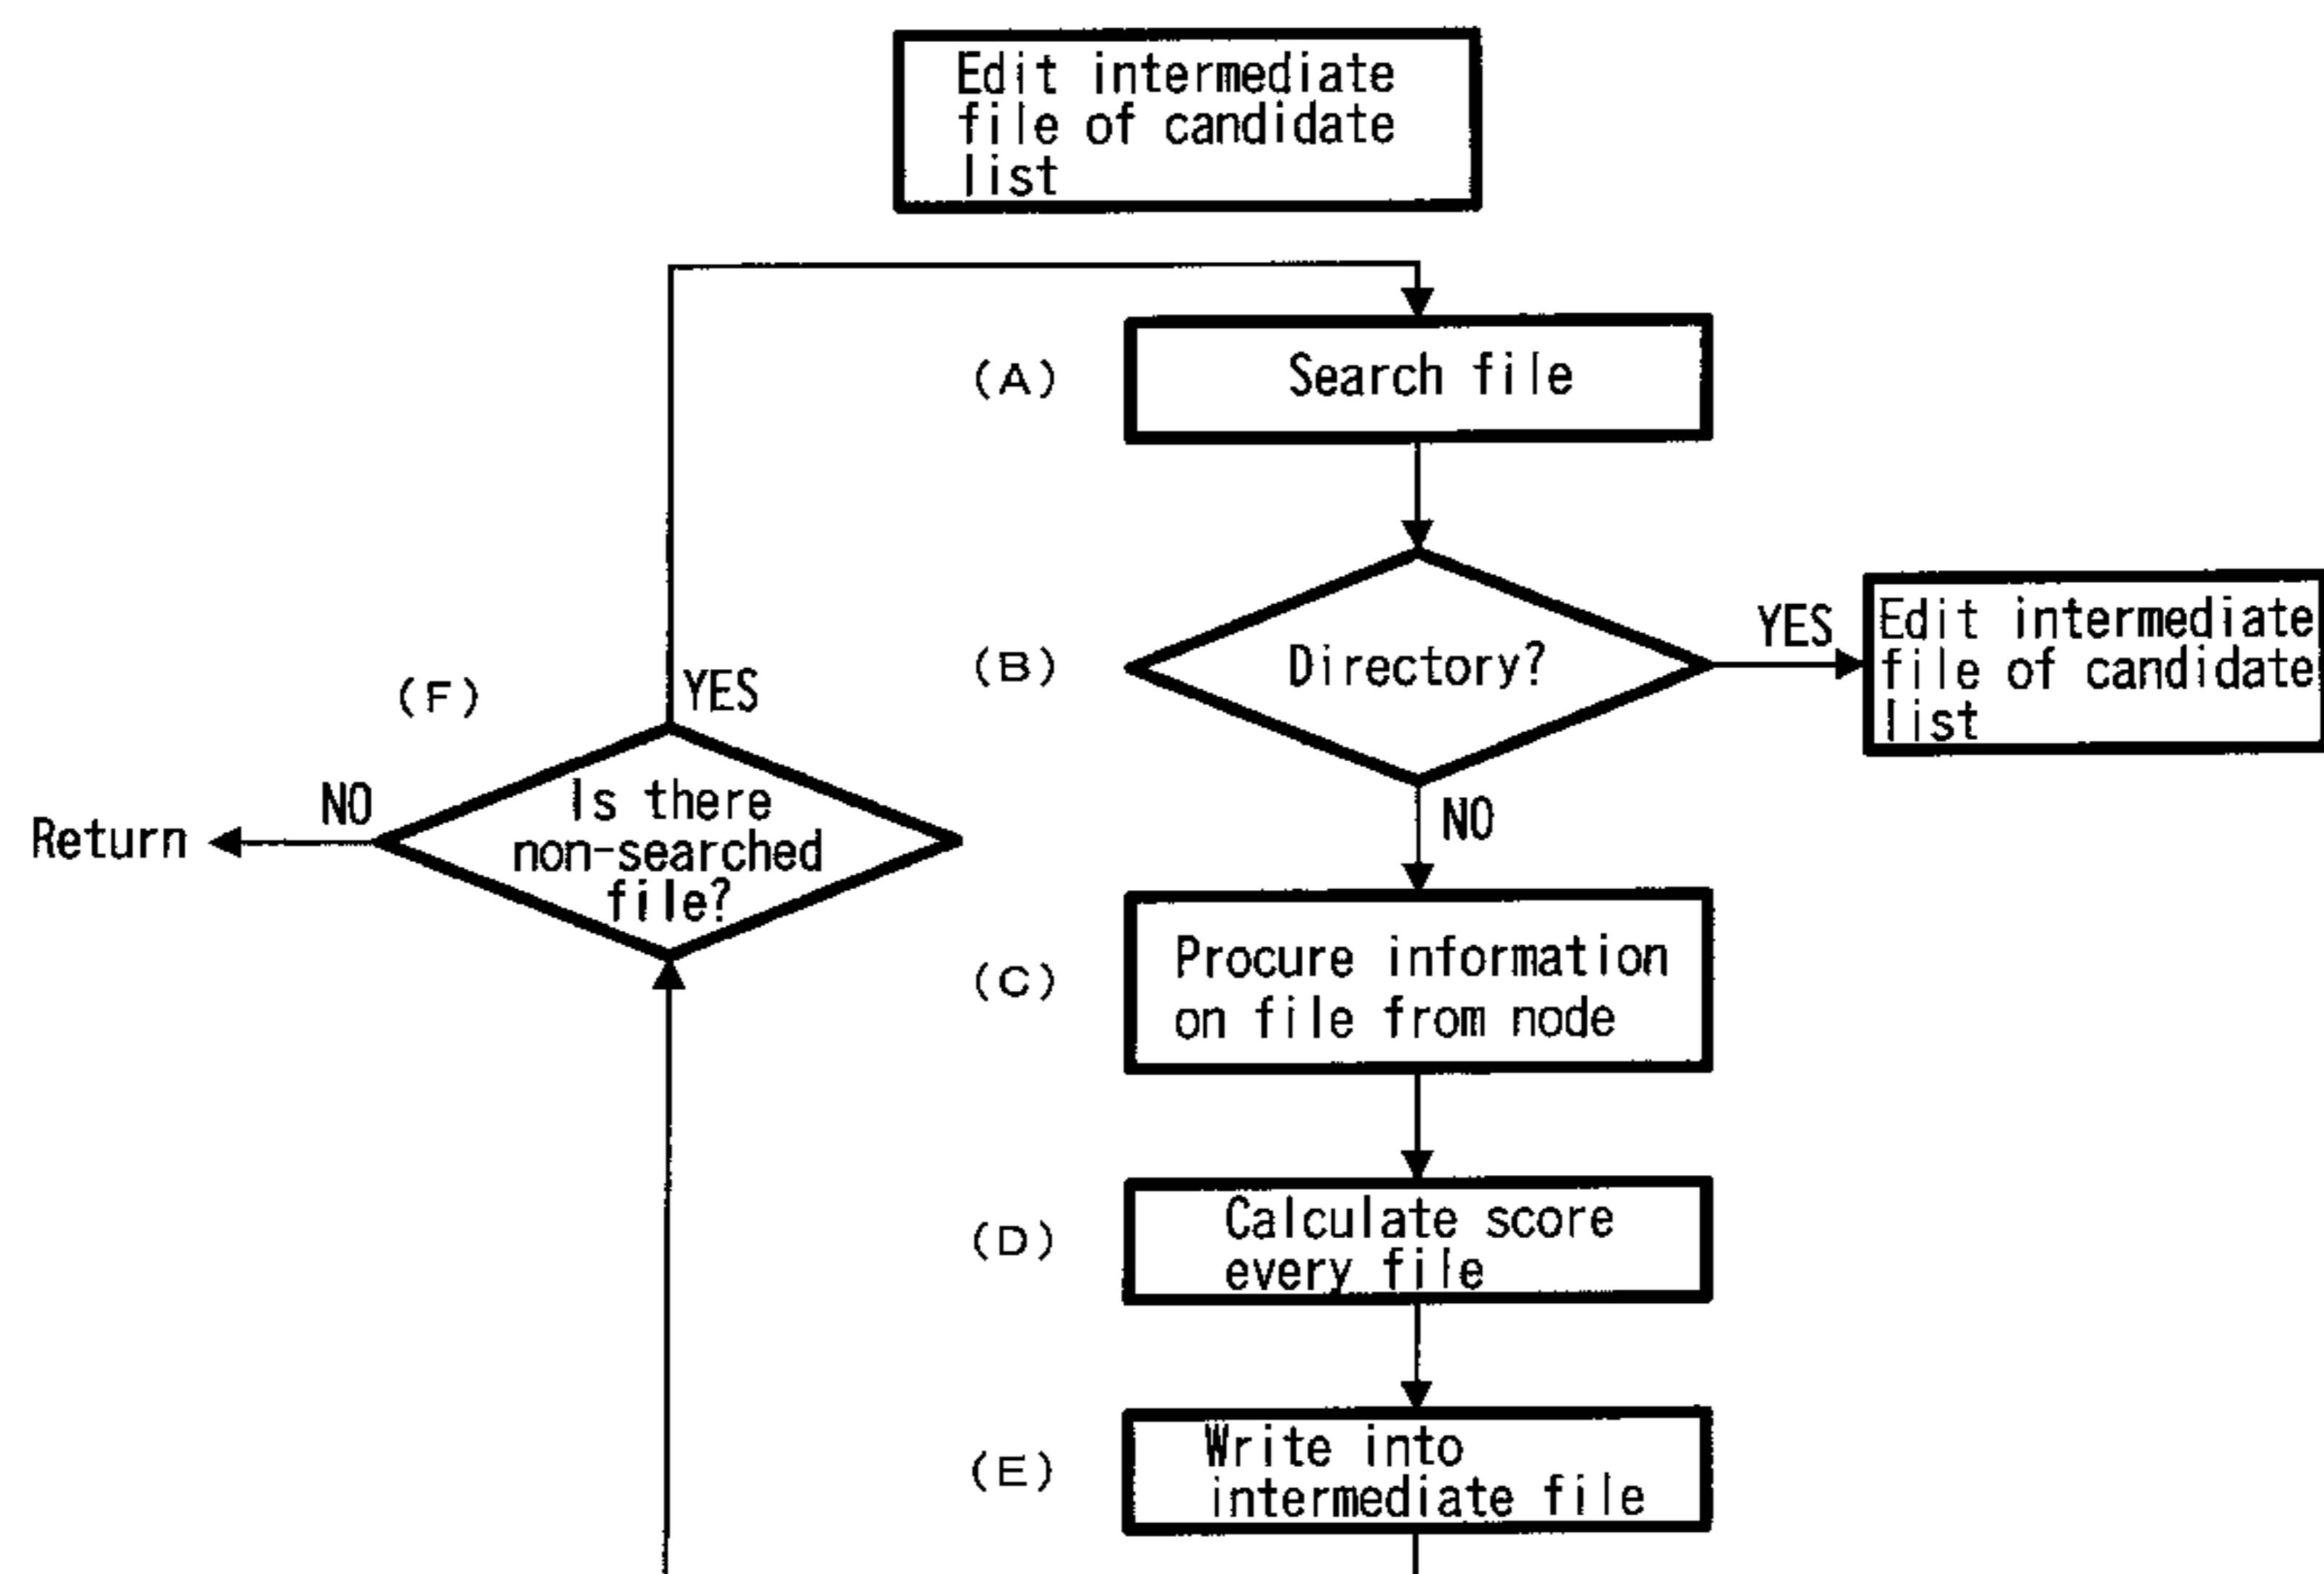 Edit intermediate
file of candidate
list
(A)
Search file
(B)
Directory?
YES
Edit intermediate
file of candidate
list
(F)
YES
NO
Return
Is there
non-searched
file?
NO
(C)
Procure information
on file from node
(D)
Calculate score
every file
(E)
Write into
intermediate file